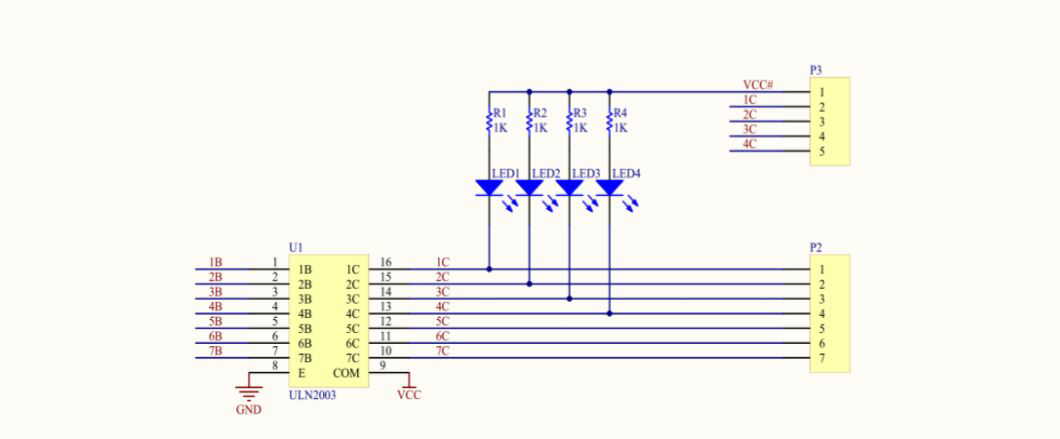 P3
VCC# 1
1C 2
2C 3
3C 4
4C 5
R1 R2 R3 R4
1K 1K 1K 1K
LED1 LED2 LED3 LED4
U1 P2
1B 1 1B 1C 16 1C 1
2B 2 2B 2C 15 2C 2
3B 3 3B 3C 14 3C 3
4B 4 4B 4C 13 4C 4
5B 5 5B 5C 12 5C 5
6B 6 6B 6C 11 6C 6
7B 7 7B 7C 10 7C 7
8 E COM 9
GND ULN2003 VCC